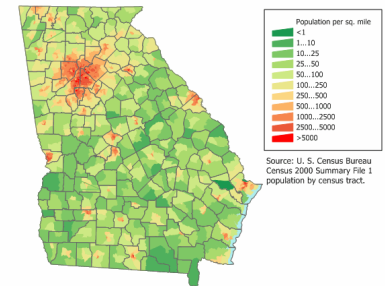 Population per sq. mile
<1
1...10
10...25
25...50
50...100
100...250
250...500
500...1000
1000...2500
2500...5000
>5000
Source: U. S. Census Bureau
Census 2000 Summary File 1
population by census tract.